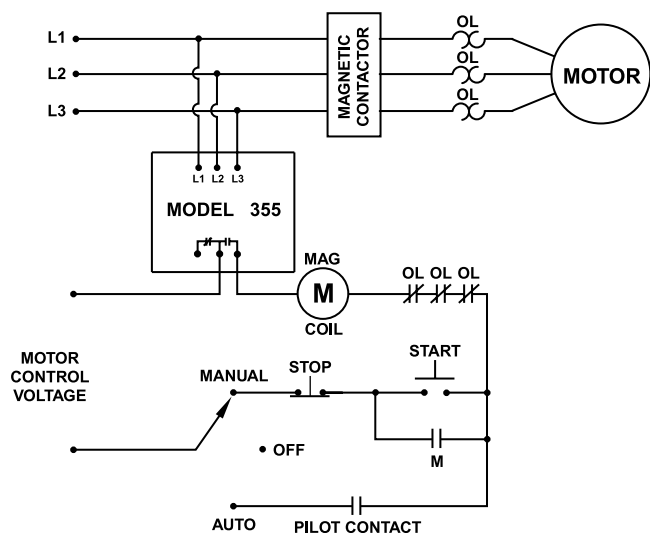 L1
L2
L3
MAGNETIC
CONTACTOR
OL
OL
OL
MOTOR
L1 L2 L3
MODEL 355
MAG
M
COIL
OL OL OL
MOTOR
CONTROL
VOLTAGE
MANUAL
STOP
START
OFF
M
AUTO
PILOT CONTACT